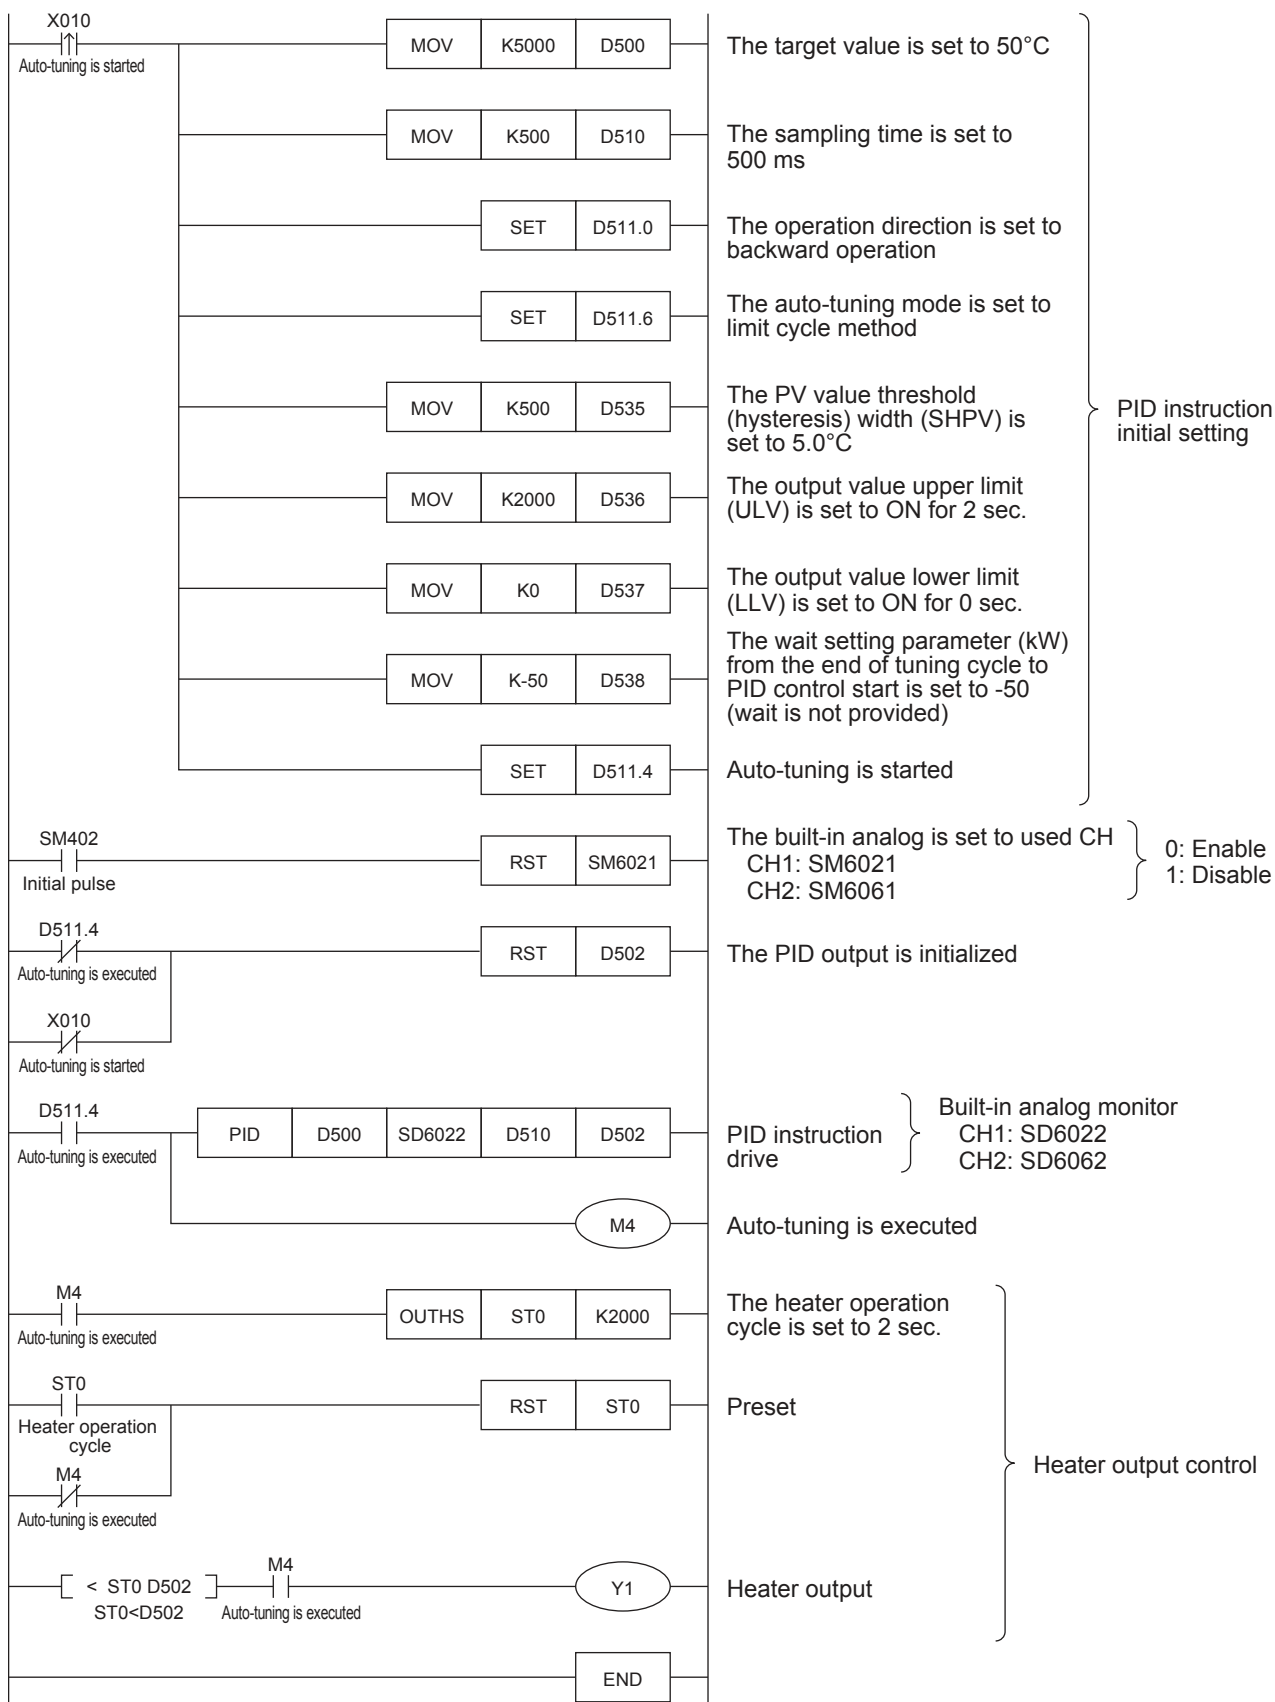 X010
Auto-tuning is started
MOV K5000 D500
The target value is set to 50°C
MOV K500 D510
The sampling time is set to
500 ms
SET D511.0
The operation direction is set to
backward operation
SET D511.6
The auto-tuning mode is set to
limit cycle method
MOV K500 D535
The PV value threshold
(hysteresis) width (SHPV) is
set to 5.0°C
PID instruction
initial setting
MOV K2000 D536
The output value upper limit
(ULV) is set to ON for 2 sec.
MOV K0 D537
The output value lower limit
(LLV) is set to ON for 0 sec.
MOV K-50 D538
The wait setting parameter (kW)
from the end of tuning cycle to
PID control start is set to -50
(wait is not provided)
SET D511.4
Auto-tuning is started
SM402
Initial pulse
RST SM6021
The built-in analog is set to used CH
CH1: SM6021
CH2: SM6061
0: Enable
1: Disable
D511.4
Auto-tuning is executed
RST D502
The PID output is initialized
X010
Auto-tuning is started
D511.4
Auto-tuning is executed
PID D500 SD6022 D510 D502
PID instruction
drive
Built-in analog monitor
CH1: SD6022
CH2: SD6062
M4
Auto-tuning is executed
M4
Auto-tuning is executed
OUTHS ST0 K2000
The heater operation
cycle is set to 2 sec.
ST0
Heater operation
cycle
RST ST0
Preset
Heater output control
M4
Auto-tuning is executed
< ST0 D502
ST0<D502
M4
Auto-tuning is executed
Y1
Heater output
END